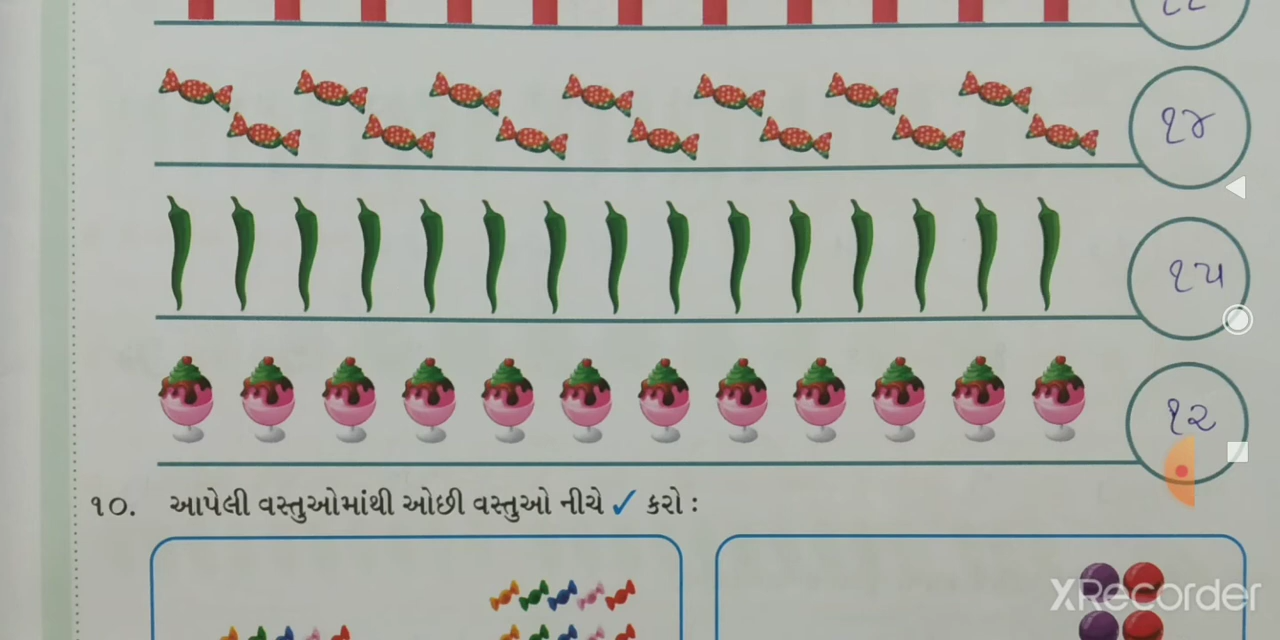 ૧૪
૧૫
૧૨
૧૦. આપેલી વસ્તુઓમાંથી ઓછી વસ્તુઓ નીચે ✓ કરો :
XRecorder